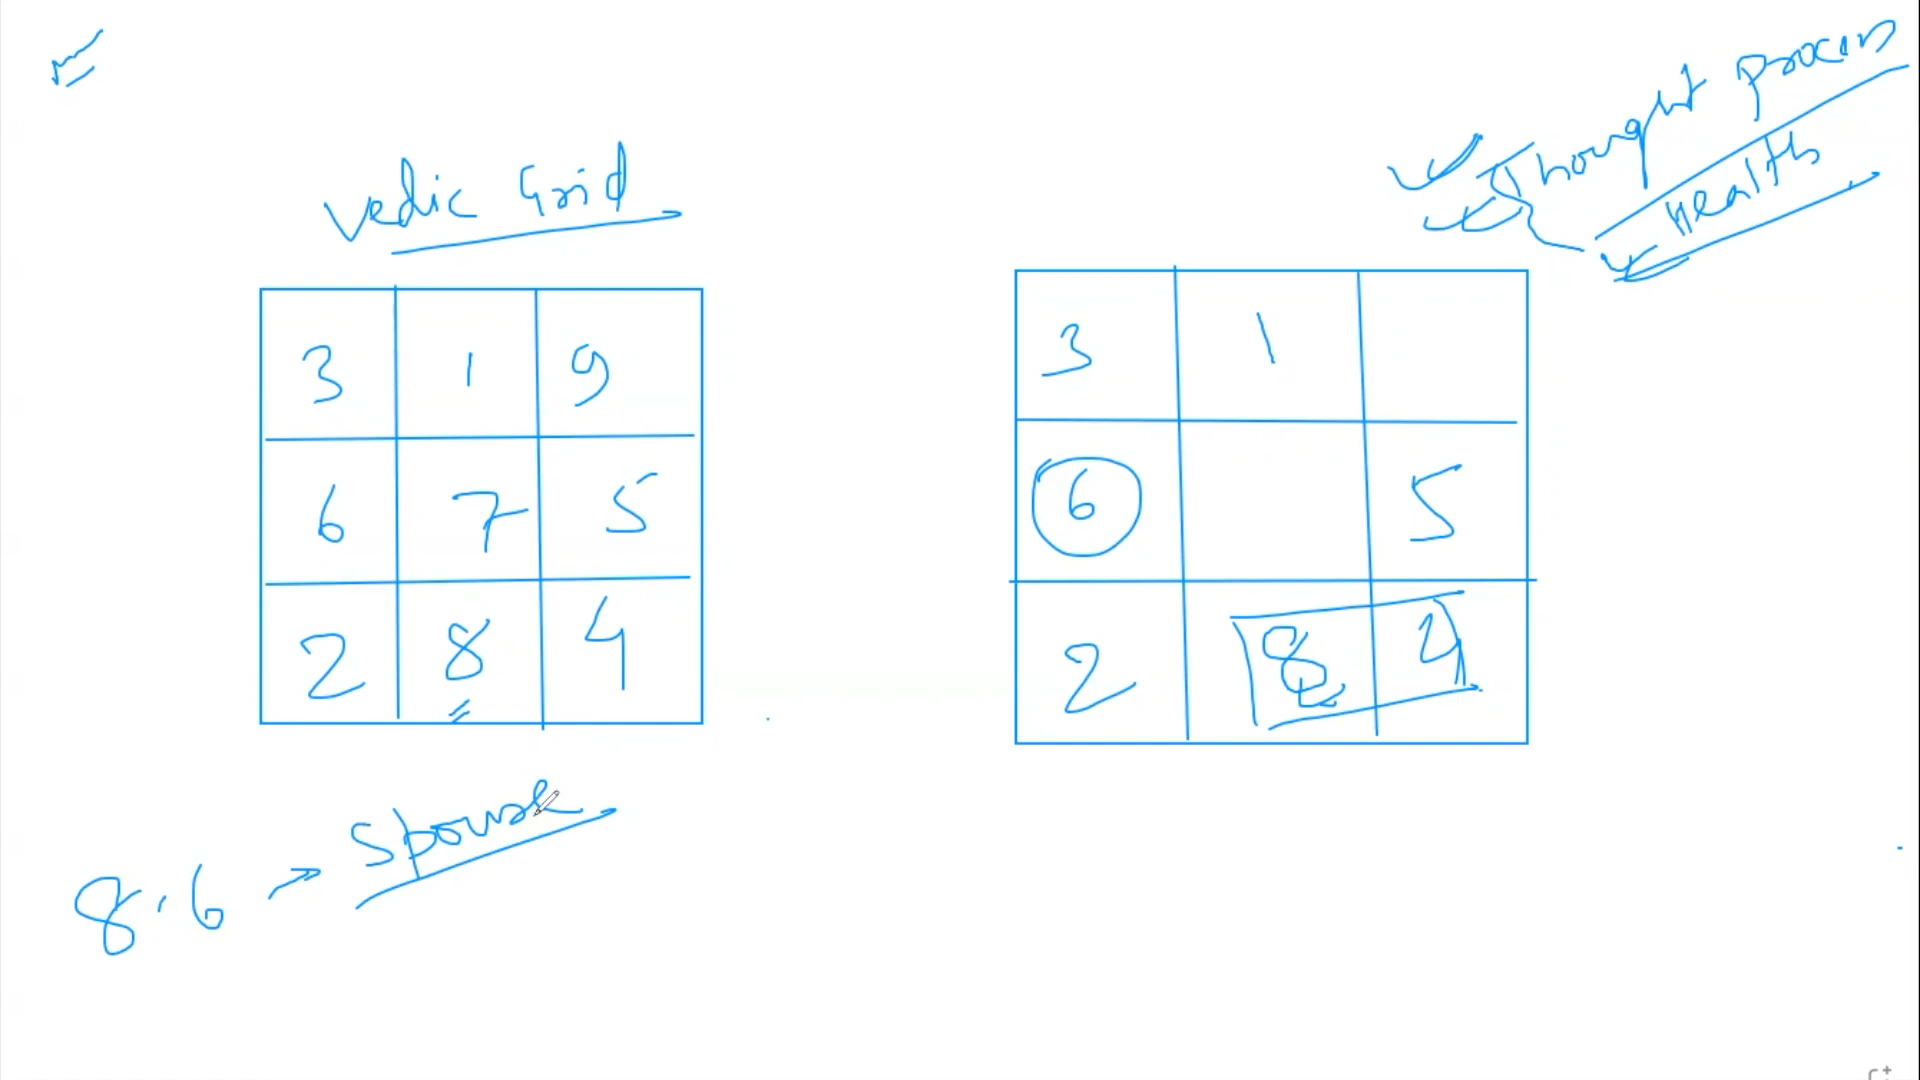 Thought process
Health
Vedic Grid
3 1 9
6 7 5
2 8 4
3 1
6 5
2 8 4
8, 6 → Spouse